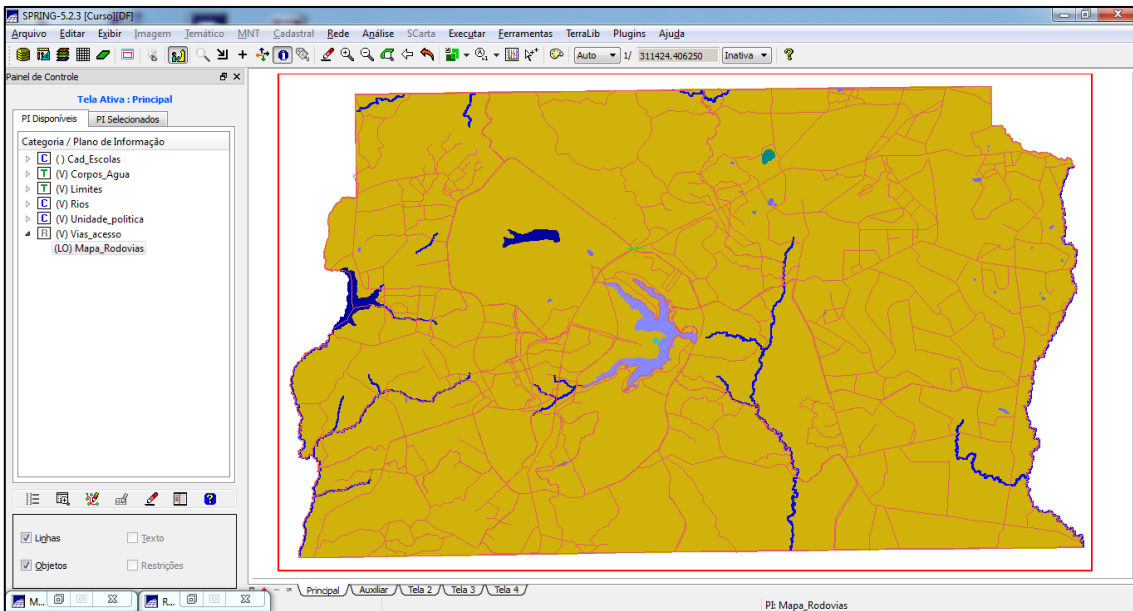 SPRING-5.2.3 [Curso][DF]
Arquivo Editar Exibir Imagem Temático MNT Cadastral Rede Análise SCarta Executar Ferramentas TerraLib Plugins Ajuda
Auto 1/ 311424.406250 Inativa
Painel de Controle
Tela Ativa : Principal
PI Disponíveis PI Selecionados
Categoria / Plano de Informação
C ( ) Cad_Escolas
T (V) Corpos_Agua
T (V) Limites
C (V) Rios
C (V) Unidade_politica
R (V) Vias_acesso
(LO) Mapa_Rodovias
Linhas Texto
Objetos Restrições
Principal Auxiliar Tela 2 Tela 3 Tela 4
M... R...
PI: Mapa_Rodovias